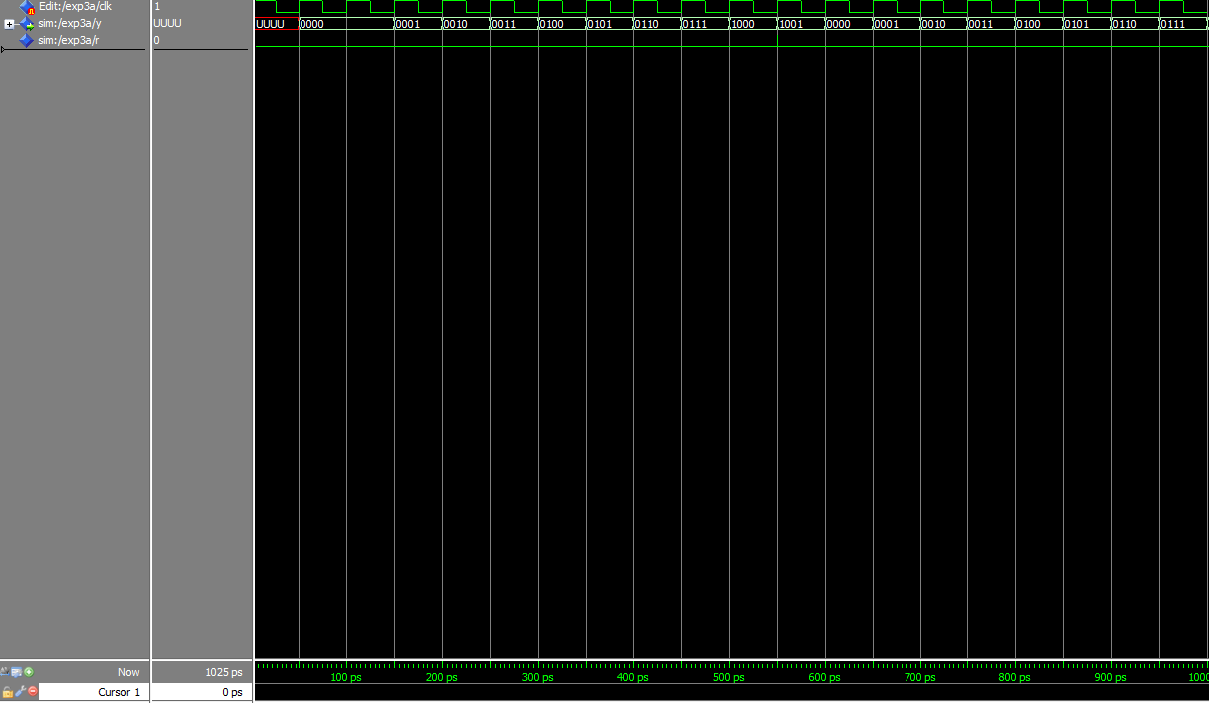 Edit:/exp3a/clk 1
sim:/exp3a/y UUUU UUUU 0000 0001 0010 0011 0100 0101 0110 0111 1000 1001 0000 0001 0010 0011 0100 0101 0110 0111
sim:/exp3a/r 0
Now 1025 ps 100 ps 200 ps 300 ps 400 ps 500 ps 600 ps 700 ps 800 ps 900 ps 1000
Cursor 1 0 ps